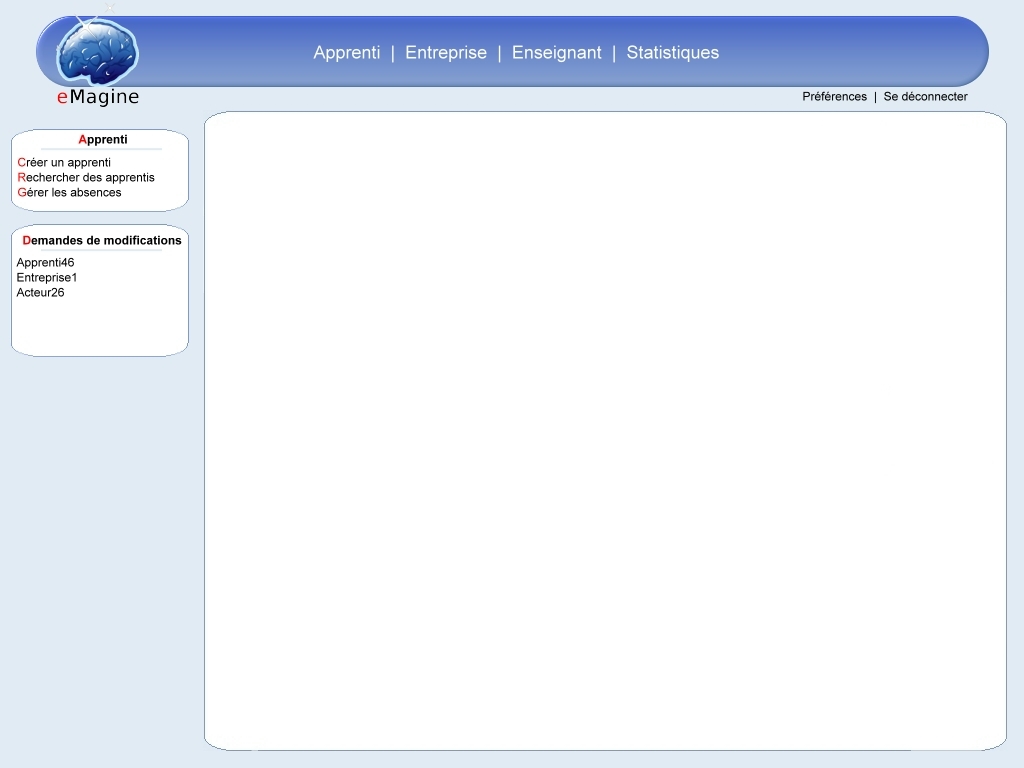 Apprenti | Entreprise | Enseignant | Statistiques
eMagine
Préférences | Se déconnecter
Apprenti
Créer un apprenti
Rechercher des apprentis
Gérer les absences
Demandes de modifications
Apprenti46
Entreprise1
Acteur26